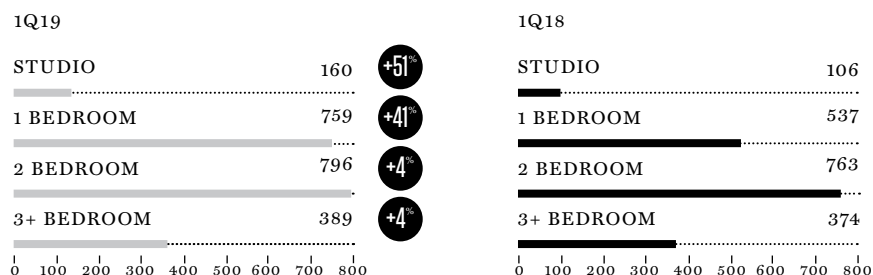 1Q19
STUDIO 160 +51%
1 BEDROOM 759 +41%
2 BEDROOM 796 +4%
3+ BEDROOM 389 +4%
0 100 200 300 400 500 600 700 800
1Q18
STUDIO 106
1 BEDROOM 537
2 BEDROOM 763
3+ BEDROOM 374
0 100 200 300 400 500 600 700 800